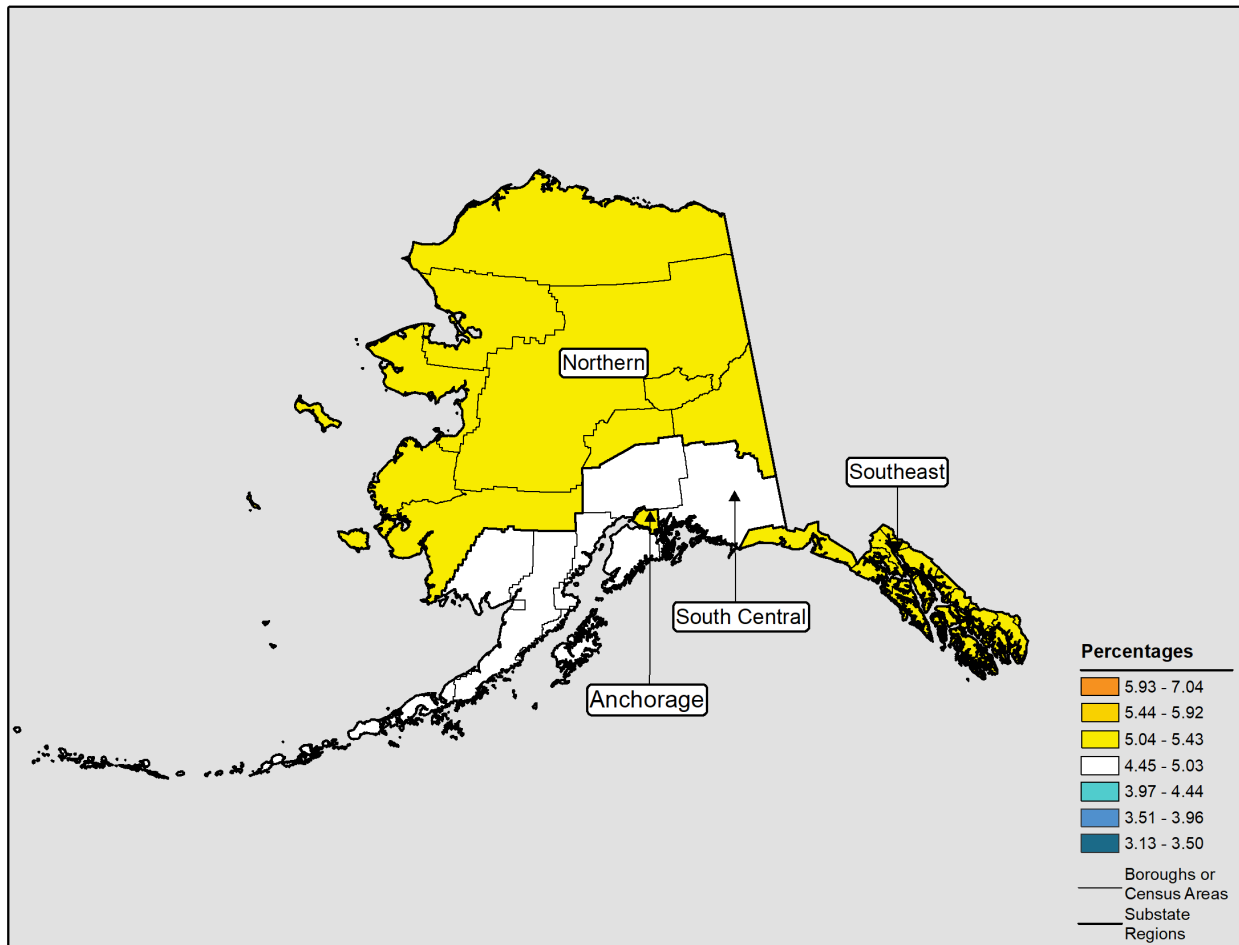 Northern
Southeast
South Central
Anchorage
Percentages
5.93 - 7.04
5.44 - 5.92
5.04 - 5.43
4.45 - 5.03
3.97 - 4.44
3.51 - 3.96
3.13 - 3.50
Boroughs or
Census Areas
Substate
Regions